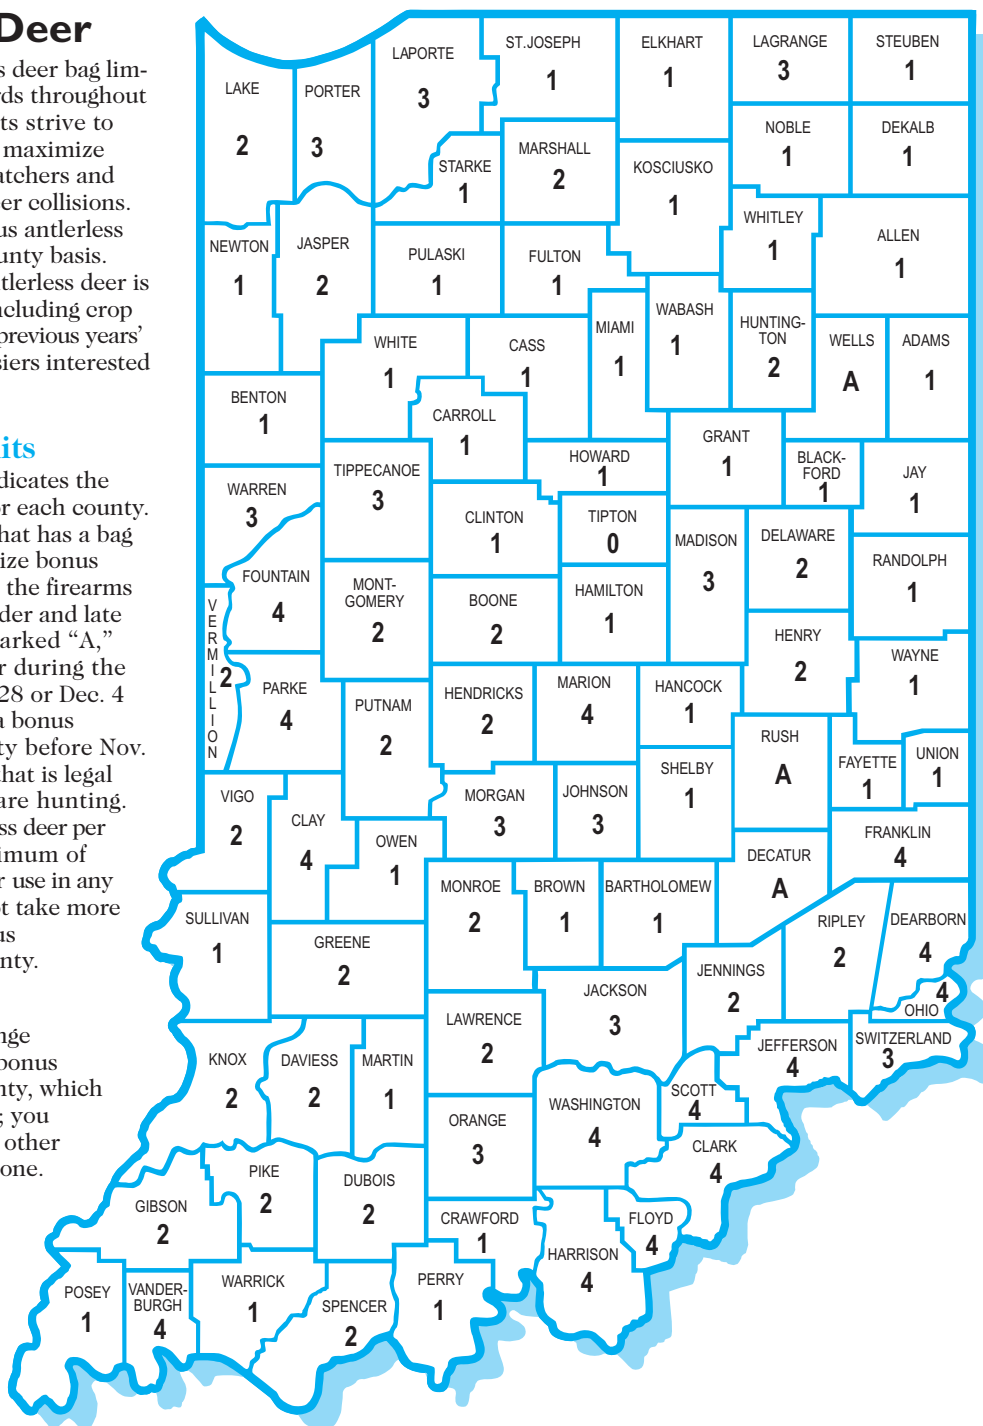 Deer
s deer bag lim-
rds throughout
ts strive to
maximize
atchers and
er collisions.
us antlerless
unty basis.
tlerless deer is
ncluding crop
previous years'
siers interested
its
dicates the
or each county.
that has a bag
ize bonus
the firearms
der and late
arked "A,"
r during the
28 or Dec. 4
a bonus
ty before Nov.
that is legal
are hunting.
ss deer per
imum of
r use in any
ot take more
us
nty.
nge
bonus
nty, which
; you
other
one.
LAKE
2
PORTER
3
LAPORTE
3
ST.JOSEPH
1
ELKHART
1
LAGRANGE
3
STEUBEN
1
STARKE
1
MARSHALL
2
KOSCIUSKO
1
NOBLE
1
DEKALB
1
WHITLEY
1
ALLEN
1
NEWTON
1
JASPER
2
PULASKI
1
FULTON
1
WHITE
1
CASS
1
MIAMI
1
WABASH
1
HUNTING-
TON
2
WELLS
A
ADAMS
1
BENTON
1
CARROLL
1
HOWARD
1
GRANT
1
BLACK-
FORD
1
JAY
1
WARREN
3
TIPPECANOE
3
CLINTON
1
TIPTON
0
MADISON
3
DELAWARE
2
RANDOLPH
1
FOUNTAIN
4
MONT-
GOMERY
2
BOONE
2
HAMILTON
1
HENRY
2
WAYNE
1
VERMILLION
2
PARKE
4
PUTNAM
2
HENDRICKS
2
MARION
4
HANCOCK
1
RUSH
A
FAYETTE
1
UNION
1
SHELBY
1
VIGO
2
CLAY
4
OWEN
1
MORGAN
3
JOHNSON
3
DECATUR
A
FRANKLIN
4
MONROE
2
BROWN
1
BARTHOLOMEW
1
SULLIVAN
1
GREENE
2
RIPLEY
2
DEARBORN
4
JENNINGS
2
OHIO
4
JACKSON
3
LAWRENCE
2
KNOX
2
DAVIESS
2
MARTIN
1
JEFFERSON
4
SWITZERLAND
3
SCOTT
4
WASHINGTON
4
ORANGE
3
CLARK
4
GIBSON
2
PIKE
2
DUBOIS
2
CRAWFORD
1
FLOYD
4
HARRISON
4
POSEY
1
VANDER-
BURGH
4
WARRICK
1
SPENCER
2
PERRY
1